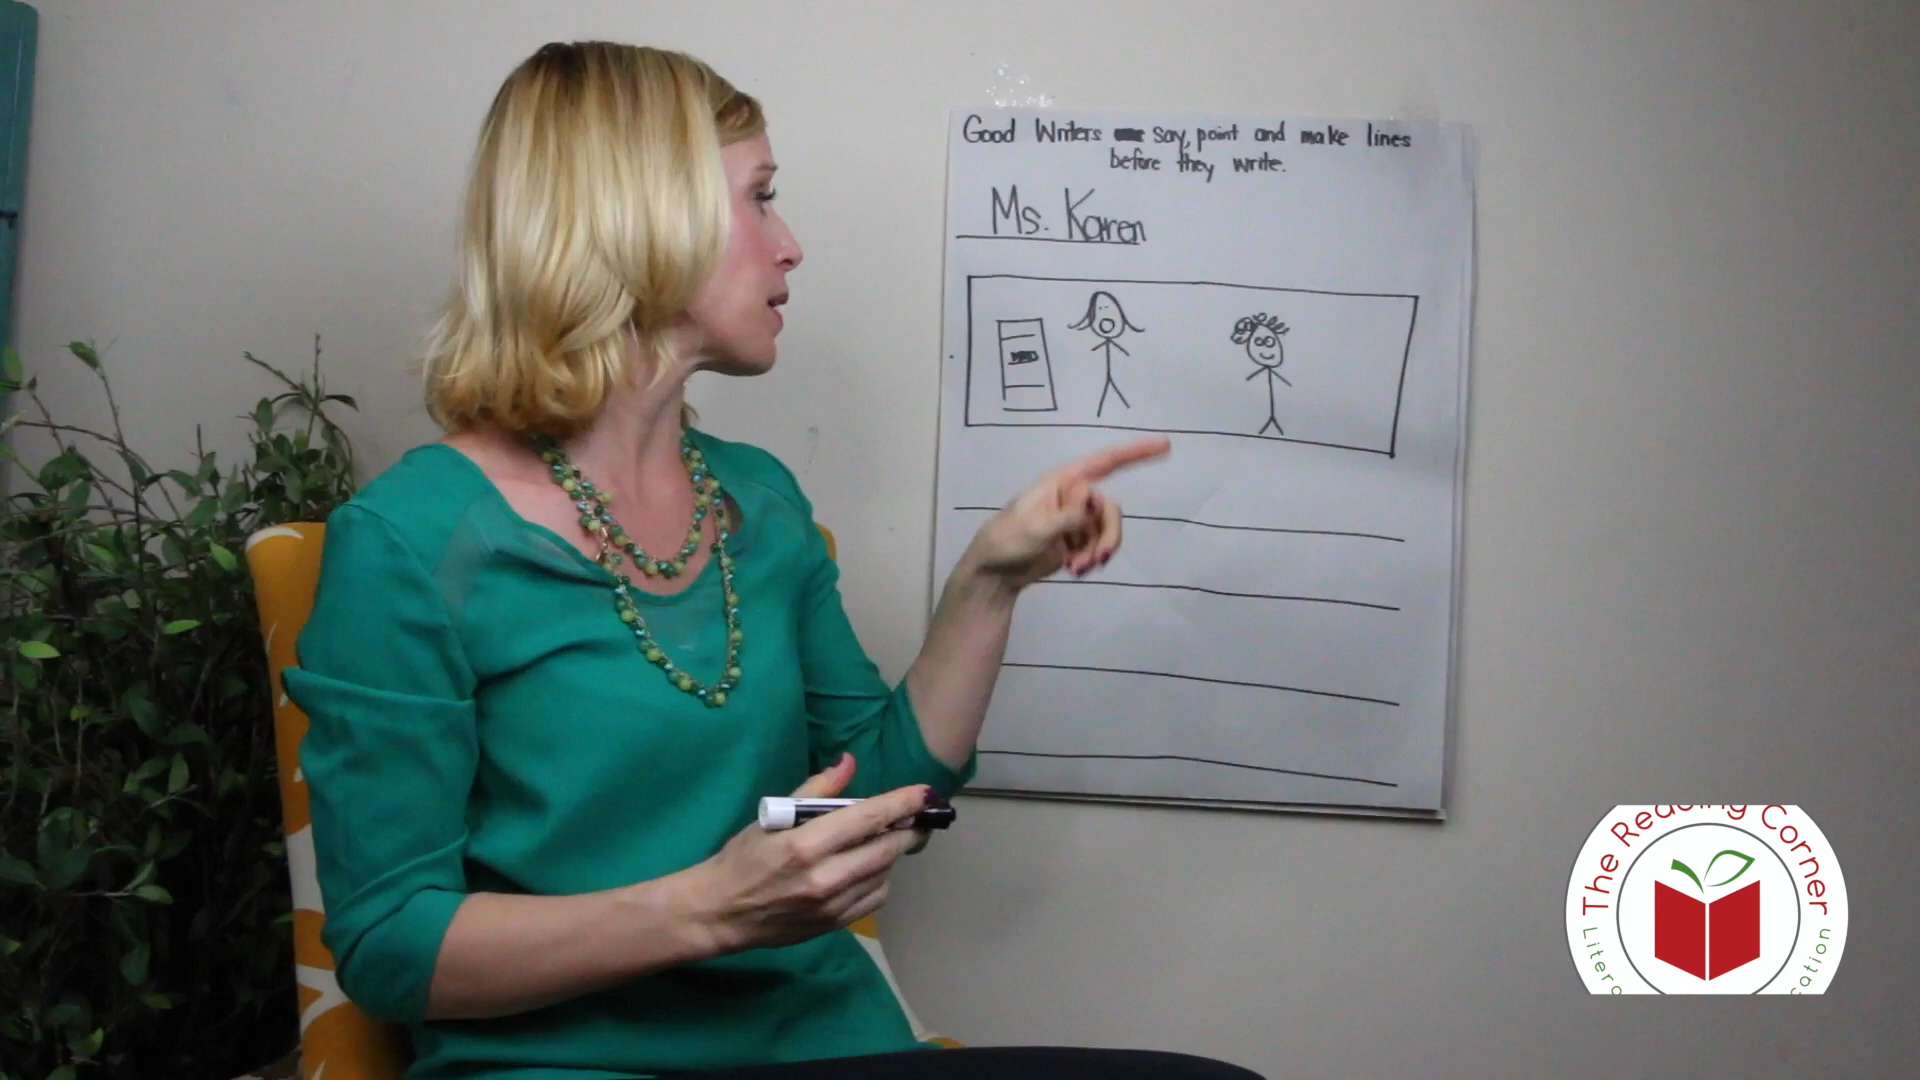 Good Writers say, point and make lines
before they write.
Ms. Karen
The Reading Corner